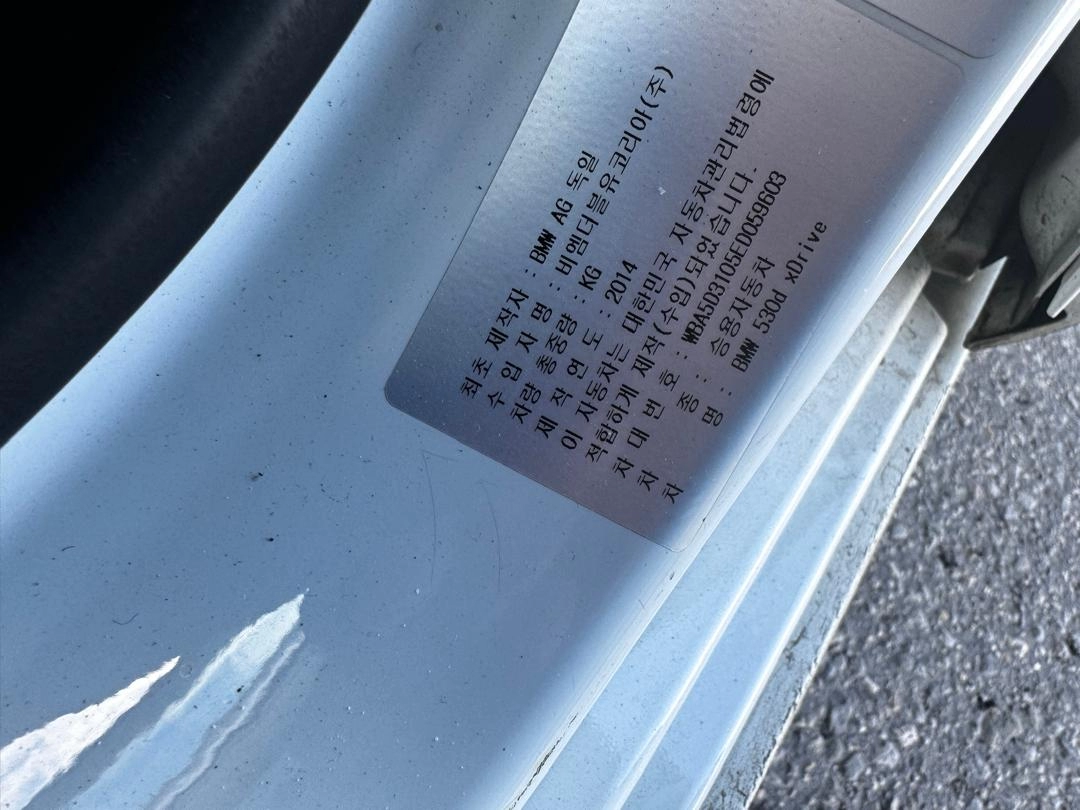 최초 제작자 : BMW AG 독일
수 입 자 명 : 비엠더블유코리아(주)
차량 총중량 : KG
제 작 연 도 : 2014
이 자동차는 대한민국 자동차관리법령에
적합하게 제작(수입)되었습니다.
차 대 번 호 : WBA5D3105ED059603
차 종 : 승용자동차
차 명 : BMW 530d xDrive